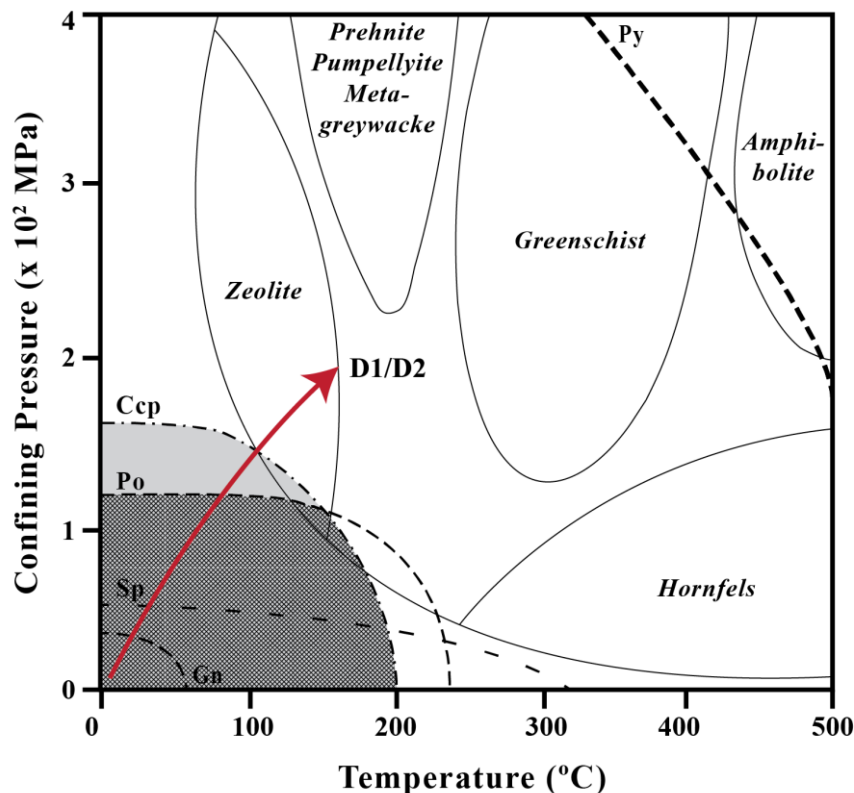 4
Prehnite
Pumpellyite
Meta-
greywacke
Py
Amphi-
bolite
3
Greenschist
Zeolite
2
D1/D2
Ccp
Po
1
Sp
Hornfels
Gn
0
0
100
200
300
400
500
Confining Pressure (x 10² MPa)
Temperature (ºC)